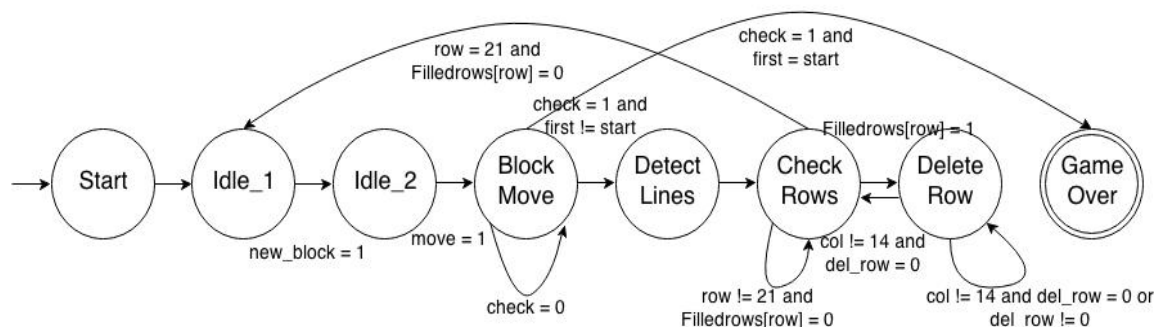 row = 21 and
Filledrows[row] = 0
check = 1 and
first = start
check = 1 and
first != start
Filledrows[row] = 1
Start
Idle_1
Idle_2
Block
Move
Detect
Lines
Check
Rows
Delete
Row
Game
Over
new_block = 1
move = 1
check = 0
col != 14 and
del_row = 0
row != 21 and
Filledrows[row] = 0
col != 14 and del_row = 0 or
del_row != 0